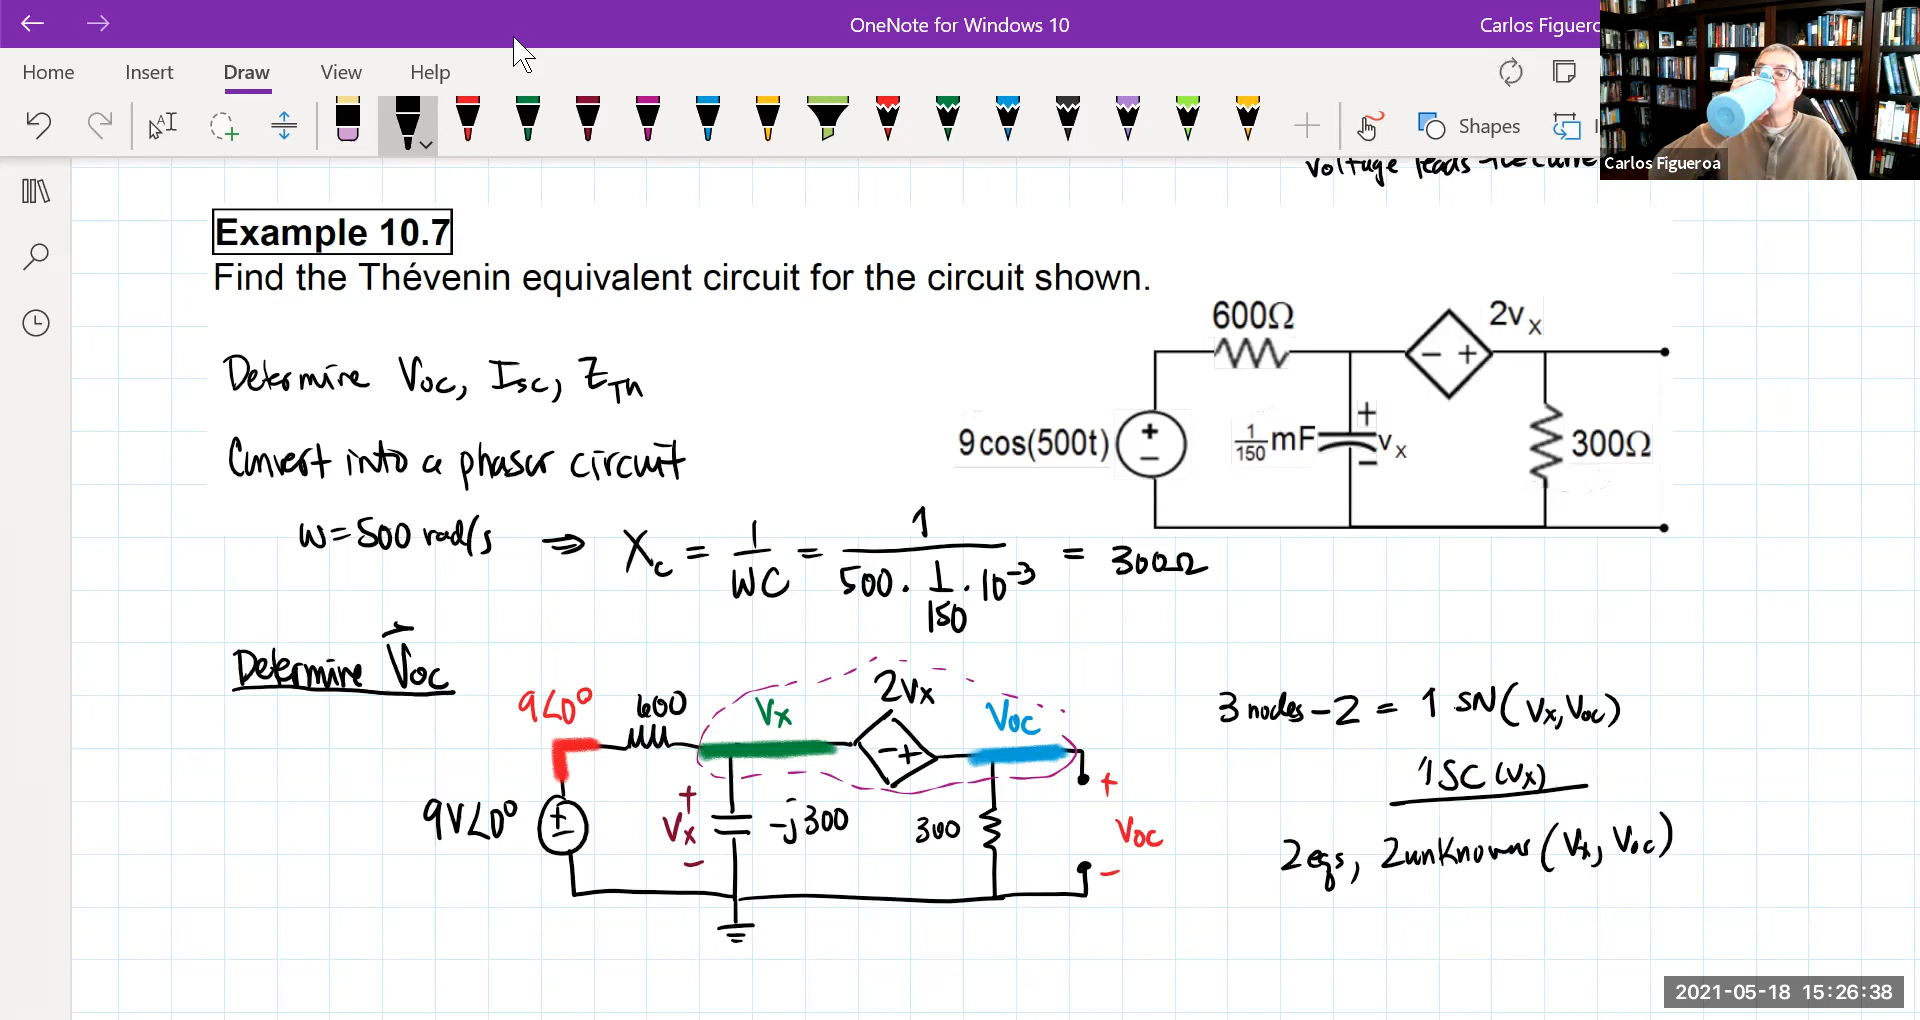 OneNote for Windows 10
Carlos Figuero
Home Insert Draw View Help
Shapes
Carlos Figueroa
voltage leads the curre
Example 10.7
Find the Thévenin equivalent circuit for the circuit shown.
600Ω
2vx
9cos(500t)
+
−
1/150 mF
+
vx
−
− +
300Ω
Determine Voc, Isc, ZTh
Convert into a phasor circuit
W=500 rad/s ⇒ Xc = 1/WC = 1/(500 · 1/150 · 10^-3) = 300Ω
Determine Voc
9∠0°
600
Vx
2Vx
Voc
9V∠0°
+
−
+
Vx
−
-j300
− +
300
+
Voc
−
3 nodes - 2 = 1 SN (Vx, Voc)
1 SC (Vx)
2 eqs, 2 unknowns (Vx, Voc)
2021-05-18 15:26:38